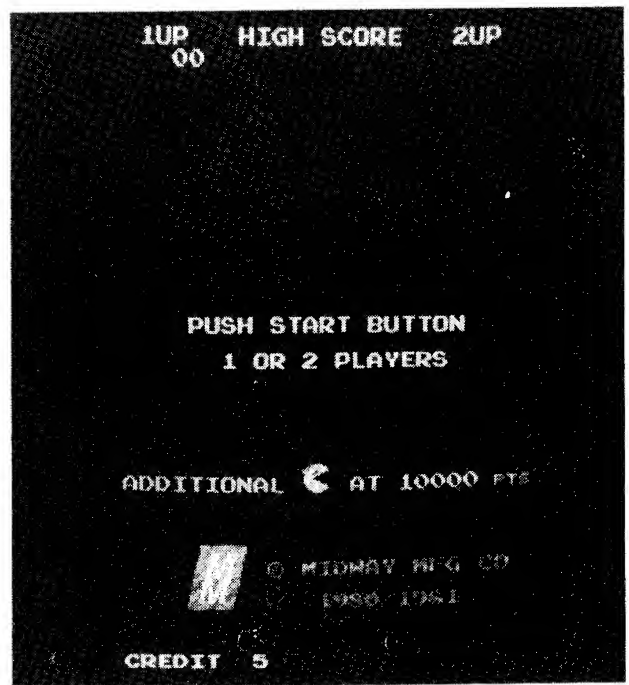 1UP HIGH SCORE 2UP
00
PUSH START BUTTON
1 OR 2 PLAYERS
ADDITIONAL AT 10000 PTS
© MIDWAY MFG CO
1980/1981
CREDIT 5